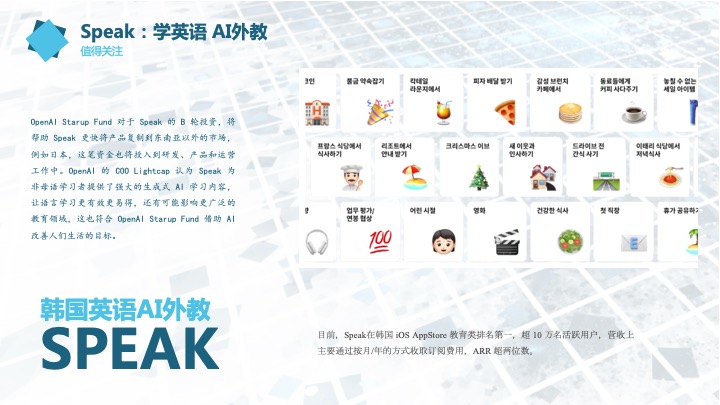 Speak：学英语 AI外教
值得关注
OpenAI Starup Fund 对于 Speak 的 B 轮投资，将
帮助 Speak 更快将产品复制到东南亚以外的市场，
例如日本，这笔资金也将投入到研发、产品和运营
工作中。OpenAI 的 COO Lightcap 认为 Speak 为
非母语学习者提供了强大的生成式 AI 学习内容，
让语言学习更有效更易得，还有可能影响更广泛的
教育领域，这也符合 OpenAI Starup Fund 借助 AI
改善人们生活的目标。
체크인
불금 약속잡기
칵테일
라운지에서
피자 배달 받기
감성 브런치
카페에서
동료들에게
커피 사다주기
놓칠 수 없는
세일 아이템
프랑스 식당에서
식사하기
리조트에서
안내 받기
크리스마스 이브
새 이웃과
인사하기
드라이브 전
간식 사기
이태리 식당에서
저녁식사
업무 평가/
연봉 협상
어린 시절
영화
건강한 식사
첫 직장
휴가 공유하기
韩国英语AI外教
SPEAK
目前，Speak在韩国 iOS AppStore 教育类排名第一，超 10 万名活跃用户，营收上
主要通过按月/年的方式收取订阅费用，ARR 超两位数。